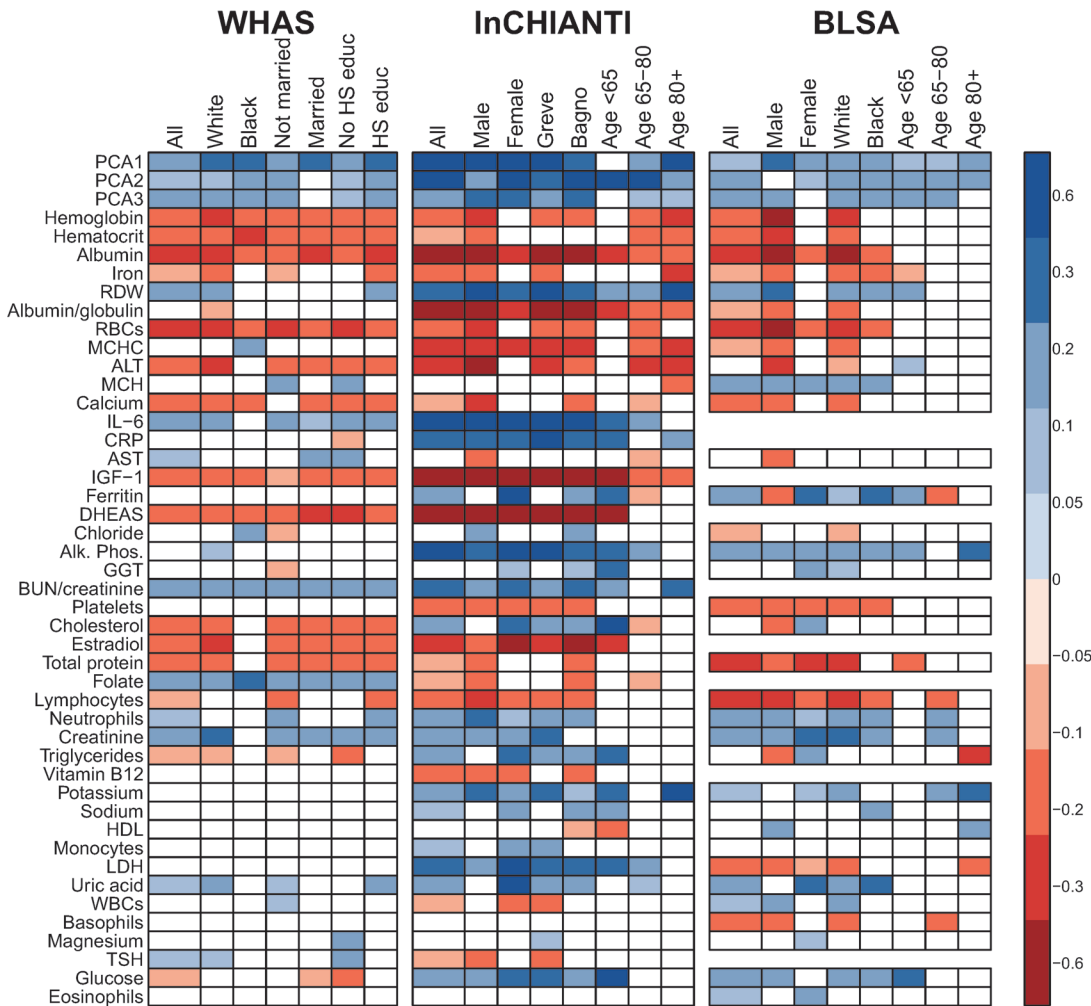 WHAS InCHIANTI BLSA
All White Black Not married Married No HS educ HS educ All Male Female Greve Bagno Age <65 Age 65−80 Age 80+ All Male Female White Black Age <65 Age 65−80 Age 80+
PCA1
PCA2
PCA3
Hemoglobin
Hematocrit
Albumin
Iron
RDW
Albumin/globulin
RBCs
MCHC
ALT
MCH
Calcium
IL−6
CRP
AST
IGF−1
Ferritin
DHEAS
Chloride
Alk. Phos.
GGT
BUN/creatinine
Platelets
Cholesterol
Estradiol
Total protein
Folate
Lymphocytes
Neutrophils
Creatinine
Triglycerides
Vitamin B12
Potassium
Sodium
HDL
Monocytes
LDH
Uric acid
WBCs
Basophils
Magnesium
TSH
Glucose
Eosinophils
0.6
0.3
0.2
0.1
0.05
0
−0.05
−0.1
−0.2
−0.3
−0.6